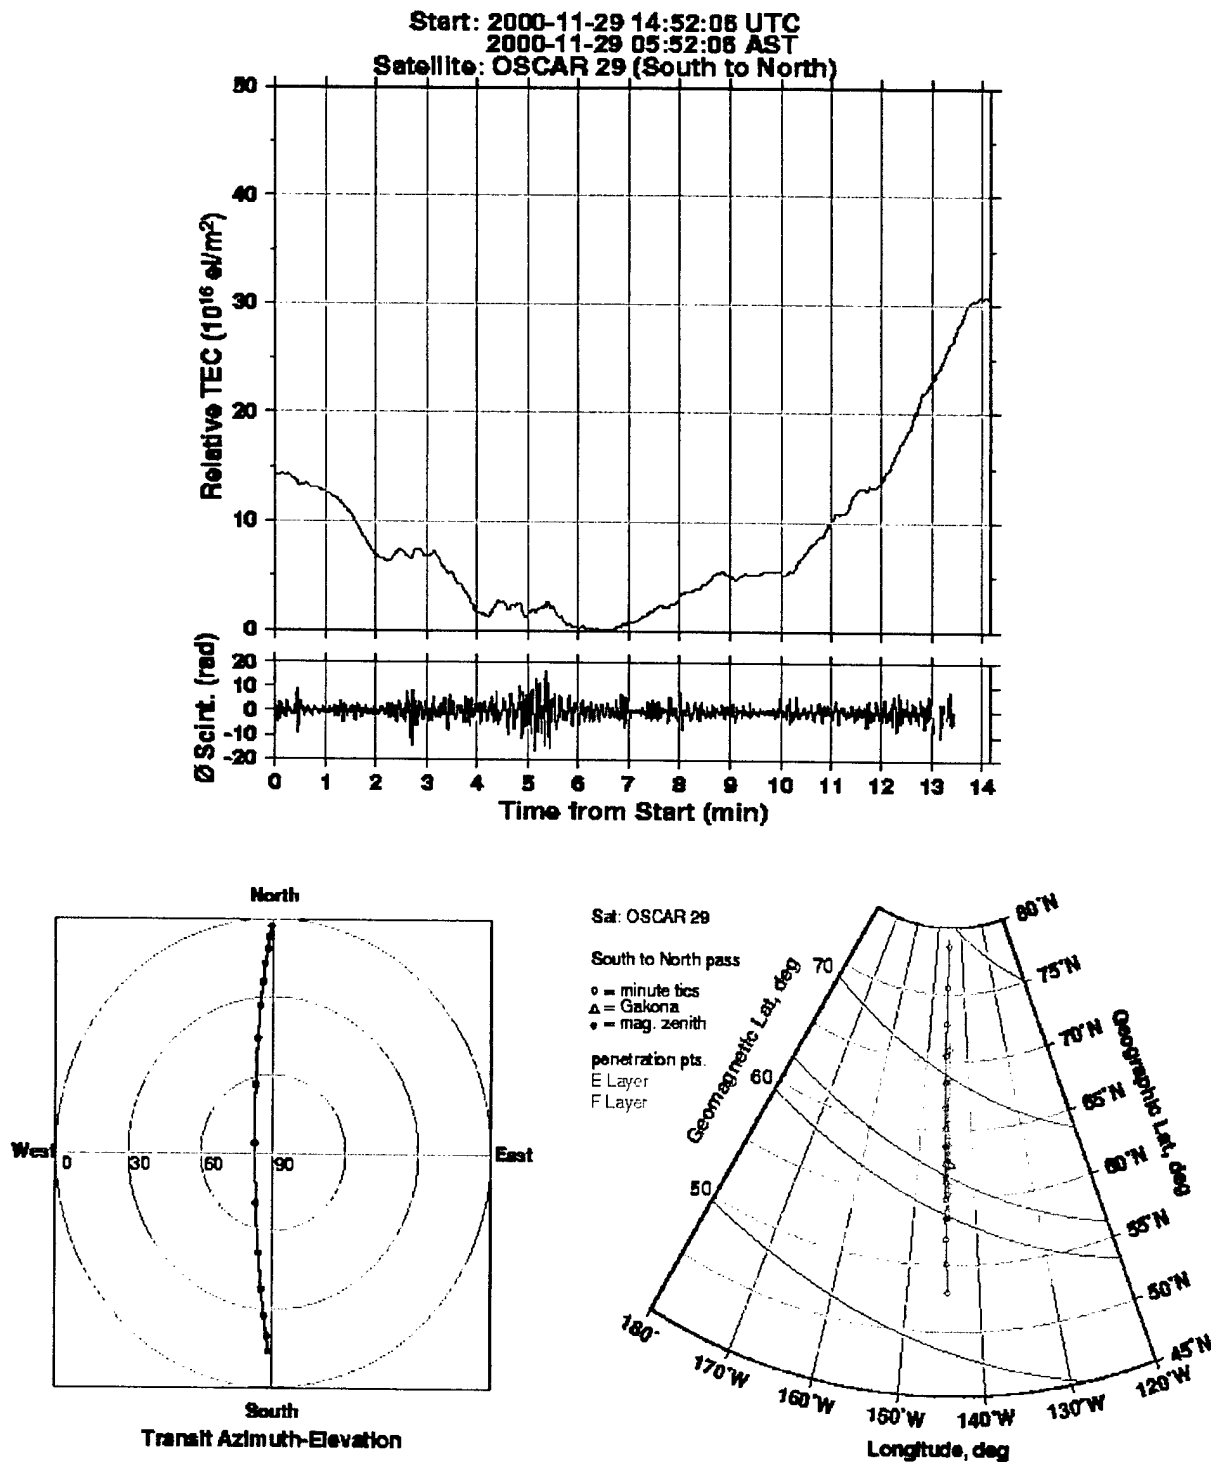 Start: 2000-11-29 14:52:06 UTC
2000-11-29 05:52:06 AST
Satellite: OSCAR 29 (South to North)
50
40
30
20
10
0
Relative TEC (10¹⁶ el/m²)
20
10
0
-10
-20
Ø Scint. (rad)
0 1 2 3 4 5 6 7 8 9 10 11 12 13 14
Time from Start (min)
North
West
0 30 60 90
East
South
Transit Azimuth-Elevation
Sat: OSCAR 29
South to North pass
o = minute tics
△ = Gakona
• = mag. zenith
penetration pts.
E Layer
F Layer
Geomagnetic Lat, deg
70
60
50
80°N
75°N
70°N
65°N
60°N
55°N
50°N
45°N
Geographic Lat, deg
180°
170°W
160°W
150°W
140°W
130°W
120°W
Longitude, deg